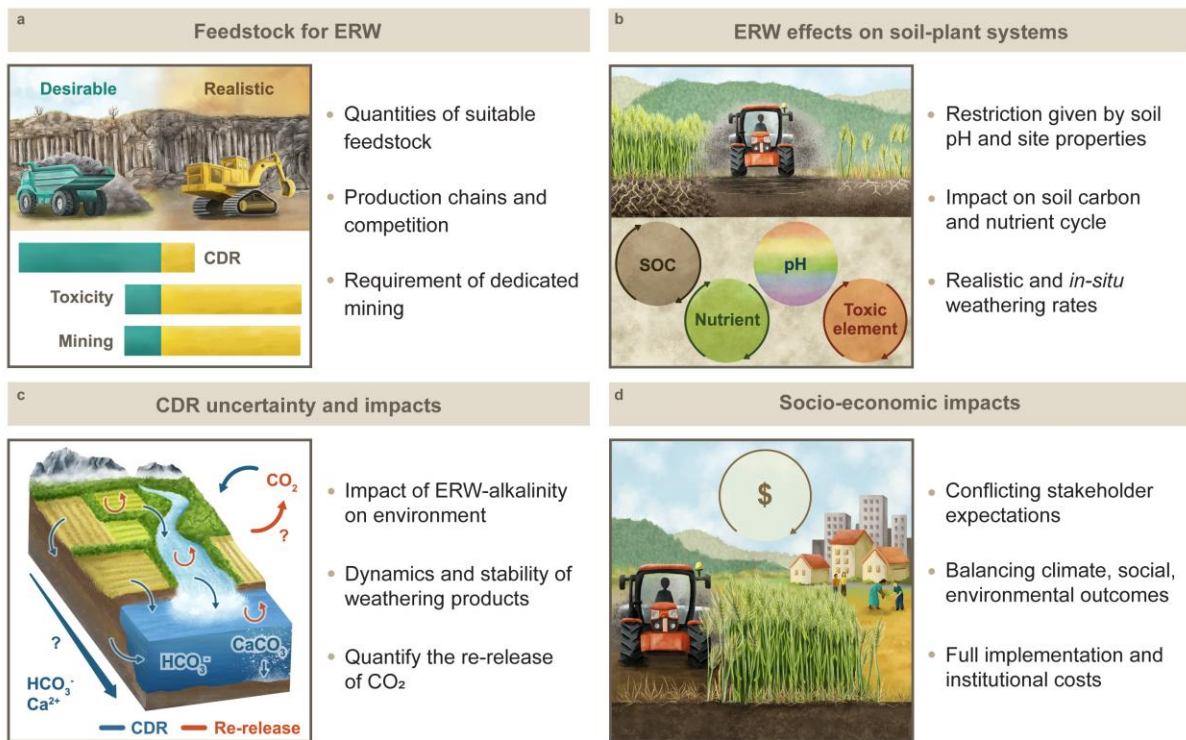 a
Feedstock for ERW
Desirable
Realistic
CDR
Toxicity
Mining
• Quantities of suitable
feedstock
• Production chains and
competition
• Requirement of dedicated
mining
b
ERW effects on soil-plant systems
SOC
Nutrient
pH
Toxic
element
• Restriction given by soil
pH and site properties
• Impact on soil carbon
and nutrient cycle
• Realistic and in-situ
weathering rates
c
CDR uncertainty and impacts
CO₂
?
?
HCO₃⁻
Ca²⁺
HCO₃⁻
CaCO₃
CDR
Re-release
• Impact of ERW-alkalinity
on environment
• Dynamics and stability of
weathering products
• Quantify the re-release
of CO₂
d
Socio-economic impacts
$
• Conflicting stakeholder
expectations
• Balancing climate, social,
environmental outcomes
• Full implementation and
institutional costs